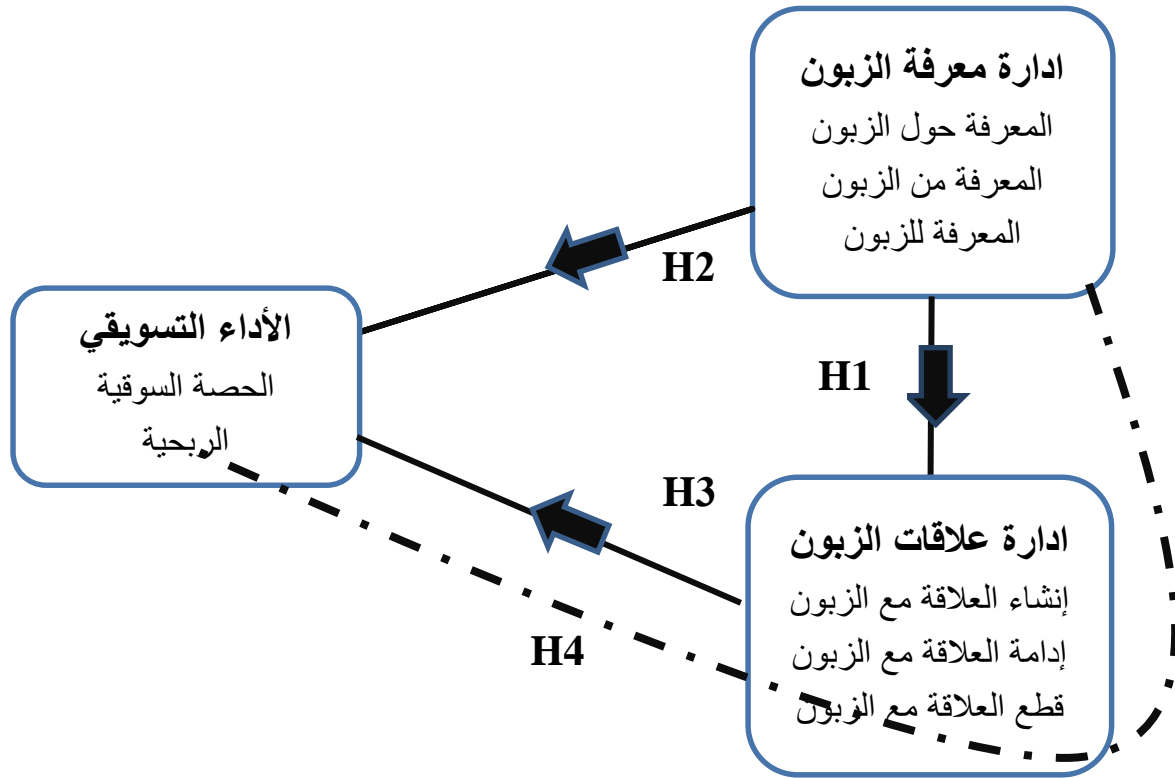 ادارة معرفة الزبون
المعرفة حول الزبون
المعرفة من الزبون
المعرفة للزبون
H2
H1
الأداء التسويقي
الحصة السوقية
الربحية
H3
ادارة علاقات الزبون
إنشاء العلاقة مع الزبون
إدامة العلاقة مع الزبون
قطع العلاقة مع الزبون
H4